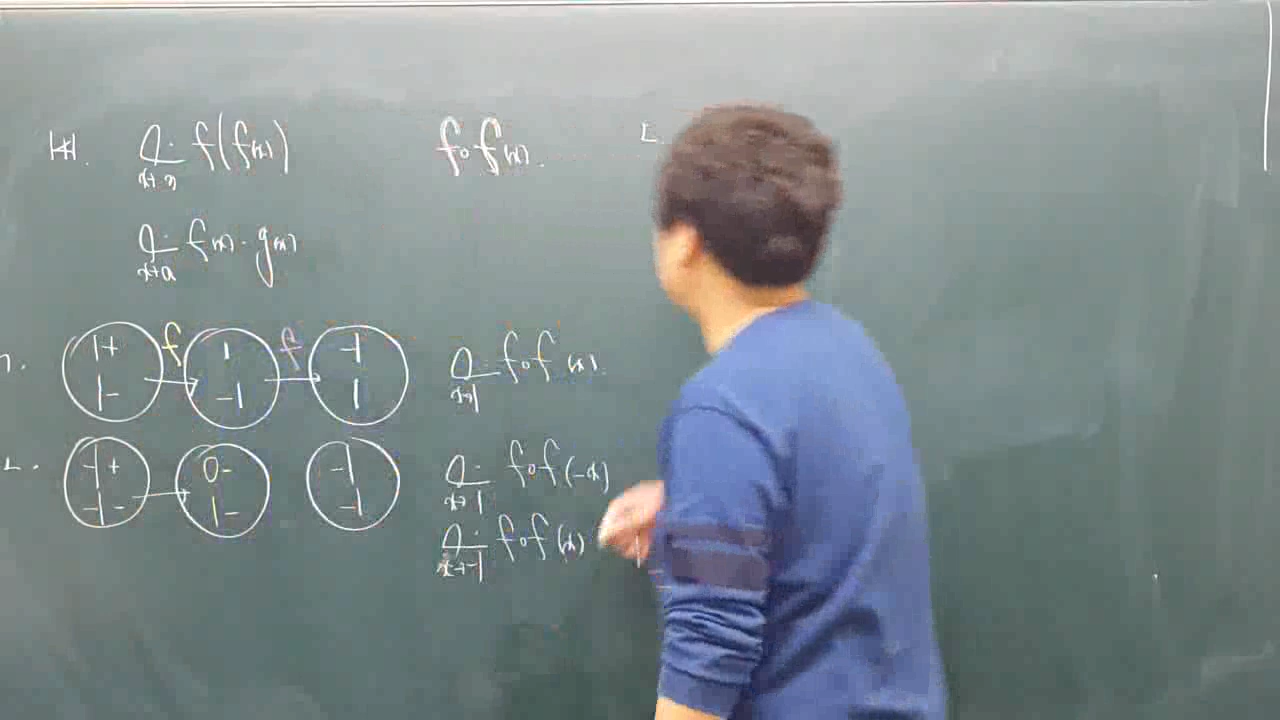 lim x→ f(f(x)) f∘f(x). ㄷ.
lim x→a f(x)·g(x)
ㄱ. 1+ f 1 f -1 lim x→1 f∘f(x).
1- -1 1
ㄴ. -1+ 0- -1 lim x→1 f∘f(-x)
-1- 1- -1
lim x→-1 f∘f(x)